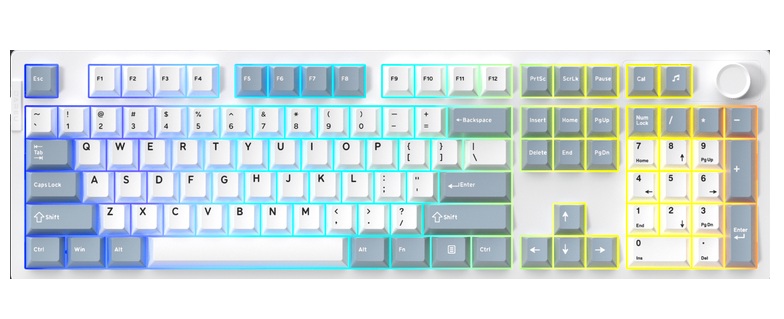 Esc F1 F2 F3 F4 F5 F6 F7 F8 F9 F10 F11 F12 PrtSc ScrLk Pause Cal
~ ! @ # $ % ^ & * ( ) — + Backspace Insert Home PgUp Num Lock / * −
` 1 2 3 4 5 6 7 8 9 0 - =
Tab Q W E R T Y U I O P { [ } ] | \ Delete End PgDn 7 Home 8 9 PgUp +
Caps Lock A S D F G H J K L : ; " ' Enter 4 5 6
Shift Z X C V B N M < , > . ? / Shift 1 End 2 3 PgDn Enter
Ctrl Win Alt Alt Fn Ctrl 0 Ins . Del